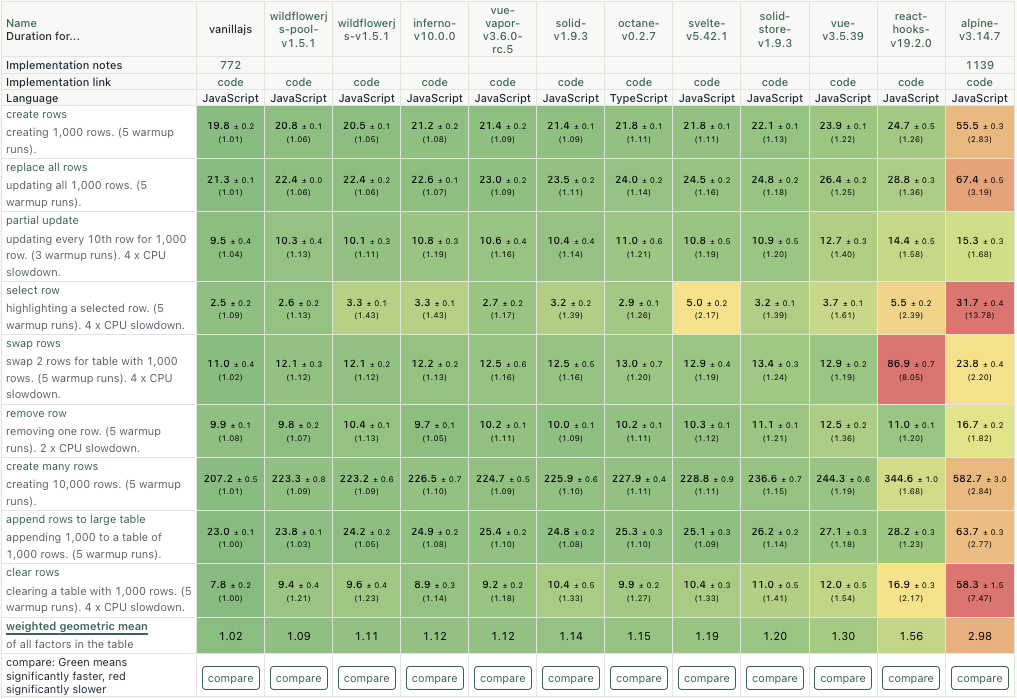 Name
Duration for...
vanillajs
wildflowerj
s-pool-
v1.5.1
wildflowerj
s-v1.5.1
inferno-
v10.0.0
vue-
vapor-
v3.6.0-
rc.5
solid-
v1.9.3
octane-
v0.2.7
svelte-
v5.42.1
solid-
store-
v1.9.3
vue-
v3.5.39
react-
hooks-
v19.2.0
alpine-
v3.14.7
Implementation notes 772 1139
Implementation link code code code code code code code code code code code code
Language JavaScript JavaScript JavaScript JavaScript JavaScript JavaScript TypeScript JavaScript JavaScript JavaScript JavaScript JavaScript
create rows
creating 1,000 rows. (5 warmup
runs).
19.8 ± 0.2 20.8 ± 0.1 20.5 ± 0.1 21.2 ± 0.2 21.4 ± 0.2 21.4 ± 0.1 21.8 ± 0.1 21.8 ± 0.1 22.1 ± 0.1 23.9 ± 0.1 24.7 ± 0.5 55.5 ± 0.3
(1.01) (1.06) (1.05) (1.08) (1.09) (1.09) (1.11) (1.11) (1.13) (1.22) (1.26) (2.83)
replace all rows
updating all 1,000 rows. (5
warmup runs).
21.3 ± 0.1 22.4 ± 0.0 22.4 ± 0.2 22.6 ± 0.1 23.0 ± 0.2 23.5 ± 0.2 24.0 ± 0.2 24.5 ± 0.2 24.8 ± 0.2 26.4 ± 0.2 28.8 ± 0.3 67.4 ± 0.5
(1.01) (1.06) (1.06) (1.07) (1.09) (1.11) (1.14) (1.16) (1.18) (1.25) (1.36) (3.19)
partial update
updating every 10th row for 1,000
row. (3 warmup runs). 4 x CPU
slowdown.
9.5 ± 0.4 10.3 ± 0.4 10.1 ± 0.3 10.8 ± 0.3 10.6 ± 0.4 10.4 ± 0.4 11.0 ± 0.6 10.8 ± 0.5 10.9 ± 0.5 12.7 ± 0.3 14.4 ± 0.5 15.3 ± 0.3
(1.04) (1.13) (1.11) (1.19) (1.16) (1.14) (1.21) (1.19) (1.20) (1.40) (1.58) (1.68)
select row
highlighting a selected row. (5
warmup runs). 4 x CPU slowdown.
2.5 ± 0.2 2.6 ± 0.2 3.3 ± 0.1 3.3 ± 0.1 2.7 ± 0.2 3.2 ± 0.2 2.9 ± 0.1 5.0 ± 0.2 3.2 ± 0.1 3.7 ± 0.1 5.5 ± 0.2 31.7 ± 0.4
(1.09) (1.13) (1.43) (1.43) (1.17) (1.39) (1.26) (2.17) (1.39) (1.61) (2.39) (13.78)
swap rows
swap 2 rows for table with 1,000
rows. (5 warmup runs). 4 x CPU
slowdown.
11.0 ± 0.4 12.1 ± 0.3 12.1 ± 0.2 12.2 ± 0.2 12.5 ± 0.6 12.5 ± 0.5 13.0 ± 0.7 12.9 ± 0.4 13.4 ± 0.3 12.9 ± 0.2 86.9 ± 0.7 23.8 ± 0.4
(1.02) (1.12) (1.12) (1.13) (1.16) (1.16) (1.20) (1.19) (1.24) (1.19) (8.05) (2.20)
remove row
removing one row. (5 warmup
runs). 2 x CPU slowdown.
9.9 ± 0.1 9.8 ± 0.2 10.4 ± 0.1 9.7 ± 0.1 10.2 ± 0.1 10.0 ± 0.1 10.2 ± 0.1 10.3 ± 0.1 11.1 ± 0.1 12.5 ± 0.2 11.0 ± 0.1 16.7 ± 0.2
(1.08) (1.07) (1.13) (1.05) (1.11) (1.09) (1.11) (1.12) (1.21) (1.36) (1.20) (1.82)
create many rows
creating 10,000 rows. (5 warmup
runs).
207.2 ± 0.5 223.3 ± 0.8 223.2 ± 0.6 226.5 ± 0.7 224.7 ± 0.5 225.9 ± 0.6 227.9 ± 0.4 228.8 ± 0.9 236.6 ± 0.7 244.3 ± 0.6 344.6 ± 1.0 582.7 ± 3.0
(1.01) (1.09) (1.09) (1.10) (1.09) (1.10) (1.11) (1.11) (1.15) (1.19) (1.68) (2.84)
append rows to large table
appending 1,000 to a table of
1,000 rows. (5 warmup runs).
23.0 ± 0.1 23.8 ± 0.1 24.2 ± 0.2 24.9 ± 0.2 25.4 ± 0.2 24.8 ± 0.2 25.3 ± 0.3 25.1 ± 0.3 26.2 ± 0.2 27.1 ± 0.3 28.2 ± 0.3 63.7 ± 0.3
(1.00) (1.03) (1.05) (1.08) (1.10) (1.08) (1.10) (1.09) (1.14) (1.18) (1.23) (2.77)
clear rows
clearing a table with 1,000 rows. (5
warmup runs). 4 x CPU slowdown.
7.8 ± 0.2 9.4 ± 0.4 9.6 ± 0.4 8.9 ± 0.3 9.2 ± 0.2 10.4 ± 0.5 9.9 ± 0.2 10.4 ± 0.3 11.0 ± 0.5 12.0 ± 0.5 16.9 ± 0.3 58.3 ± 1.5
(1.00) (1.21) (1.23) (1.14) (1.18) (1.33) (1.27) (1.33) (1.41) (1.54) (2.17) (7.47)
weighted geometric mean
of all factors in the table
1.02 1.09 1.11 1.12 1.12 1.14 1.15 1.19 1.20 1.30 1.56 2.98
compare: Green means
significantly faster, red
significantly slower
compare compare compare compare compare compare compare compare compare compare compare compare